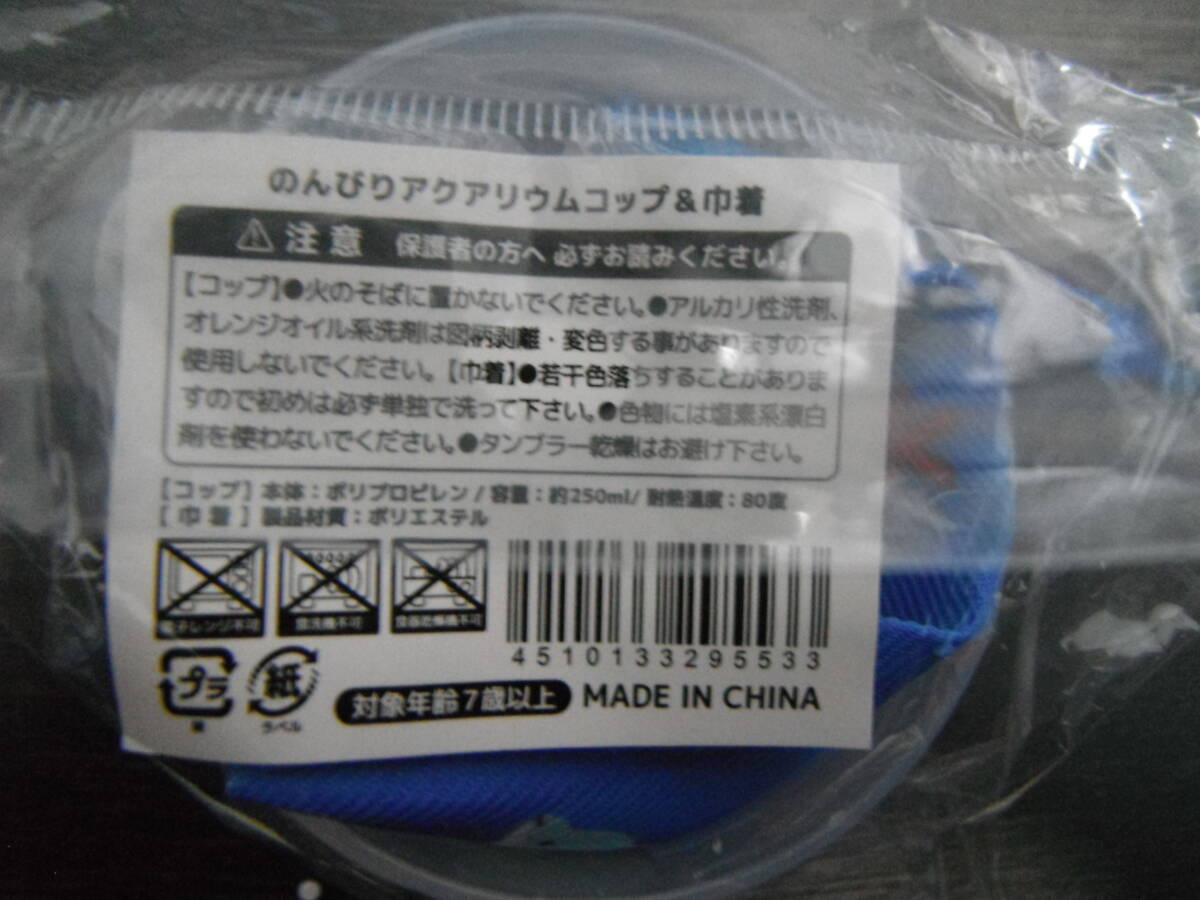 のんびりアクアリウムコップ＆巾着
⚠ 注意 保護者の方へ 必ずお読みください。
【コップ】●火のそばに置かないでください。●アルカリ性洗剤、
オレンジオイル系洗剤は図柄剥離・変色する事がありますので
使用しないでください。【巾着】●若干色落ちすることがありま
すので初めは必ず単独で洗って下さい。●色物には塩素系漂白
剤を使わないでください。●タンブラー乾燥はお避け下さい。
【コップ】本体：ポリプロピレン / 容量：約250ml/ 耐熱温度：80度
【巾着】製品材質：ポリエステル
電子レンジ不可 食洗機不可 食器乾燥機不可
4510133295533
プラ 紙 対象年齢7歳以上 MADE IN CHINA
ラベル